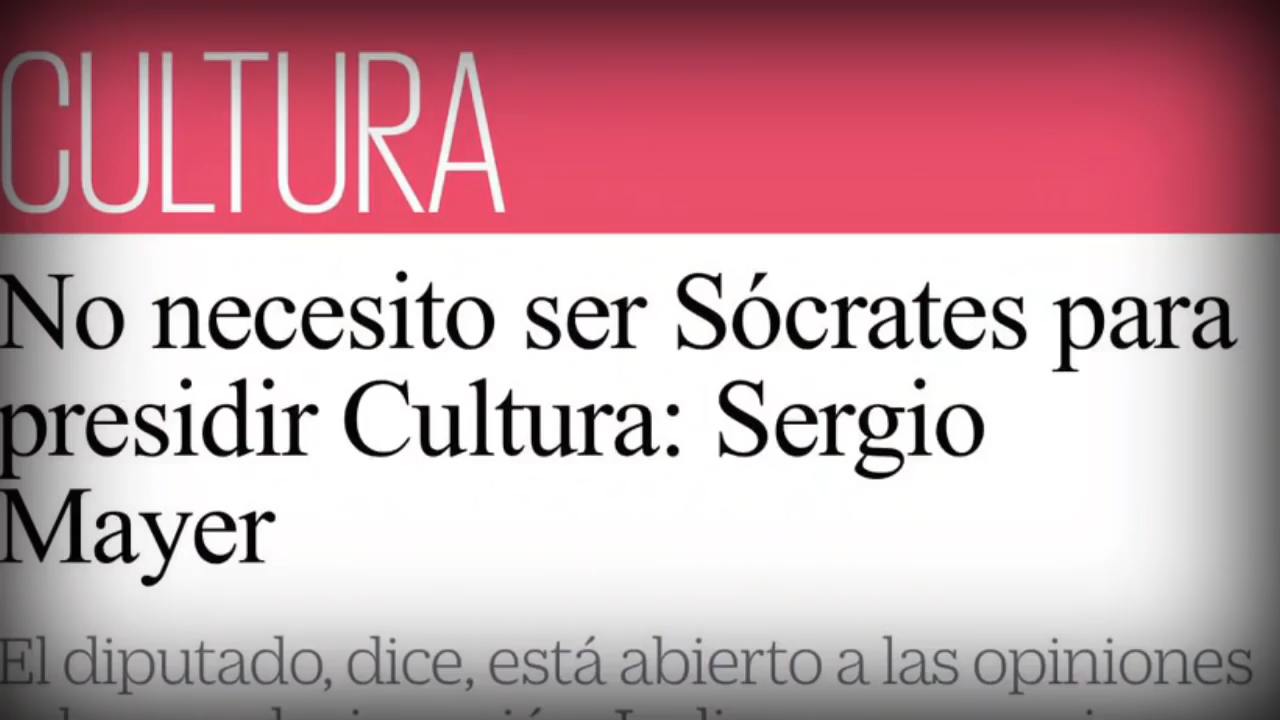 CULTURA
No necesito ser Sócrates para
presidir Cultura: Sergio
Mayer
El diputado, dice, está abierto a las opiniones